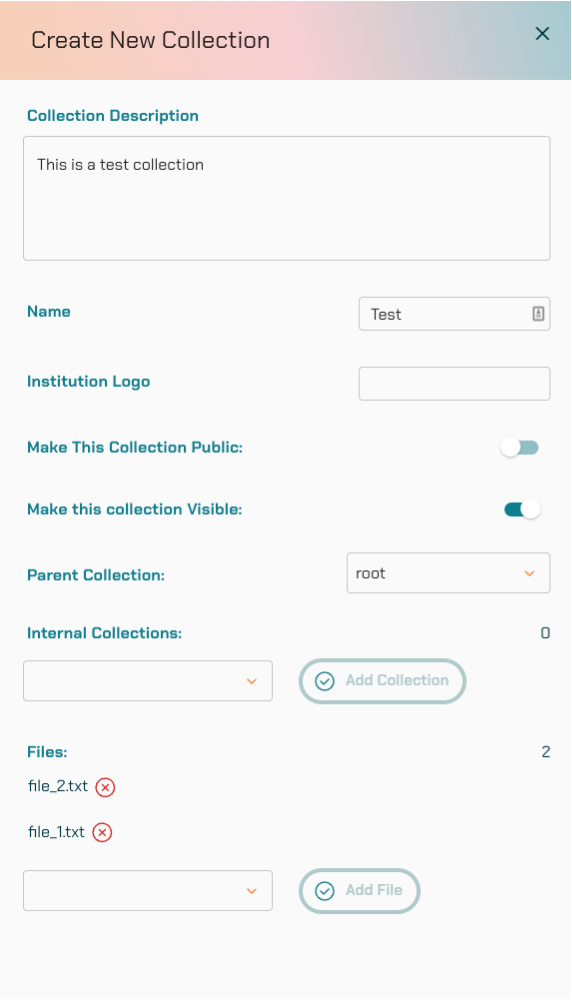 Create New Collection
Collection Description
This is a test collection
Name
Test
Institution Logo
Make This Collection Public:
Make this collection Visible:
Parent Collection:
root
Internal Collections:
0
Add Collection
Files:
2
file_2.txt
file_1.txt
Add File